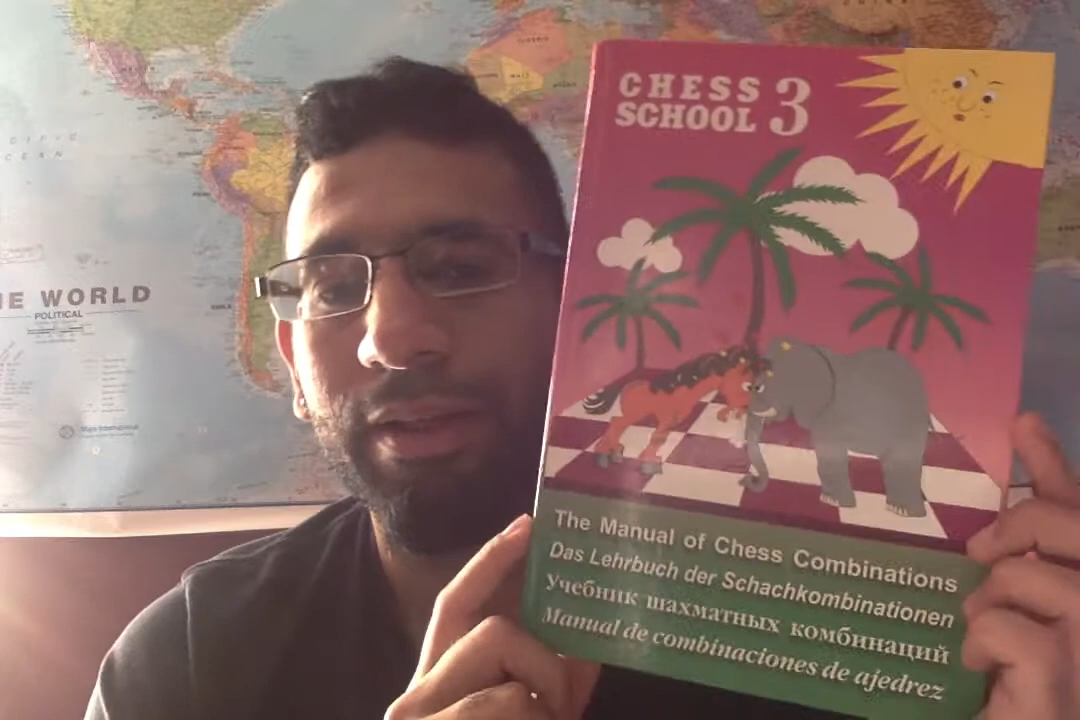 CHESS
SCHOOL 3
The Manual of Chess Combinations
Das Lehrbuch der Schachkombinationen
Учебник шахматных комбинаций
Manual de combinaciones de ajedrez
THE WORLD
POLITICAL